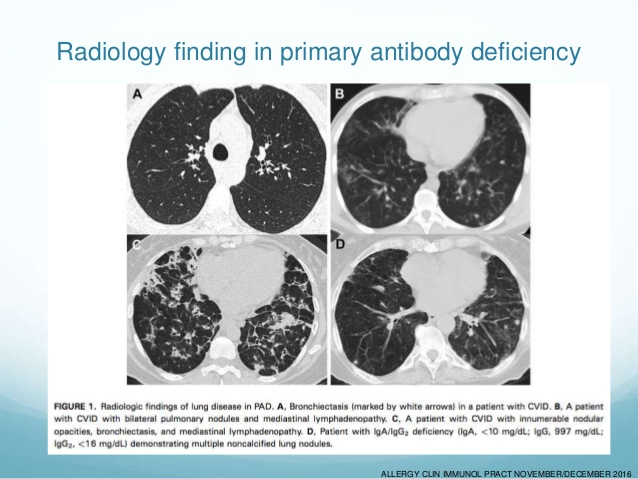 Radiology finding in primary antibody deficiency
A
B
C
D
FIGURE 1. Radiologic findings of lung disease in PAD. A, Bronchiectasis (marked by white arrows) in a patient with CVID. B, A patient
with CVID with bilateral pulmonary nodules and mediastinal lymphadenopathy. C, A patient with CVID with innumerable nodular
opacities, bronchiectasis, and mediastinal lymphadenopathy. D, Patient with IgA/IgG₂ deficiency (IgA, <10 mg/dL; IgG, 997 mg/dL;
IgG₂, <16 mg/dL) demonstrating multiple noncalcified lung nodules.
ALLERGY CLIN IMMUNOL PRACT NOVEMBER/DECEMBER 2016